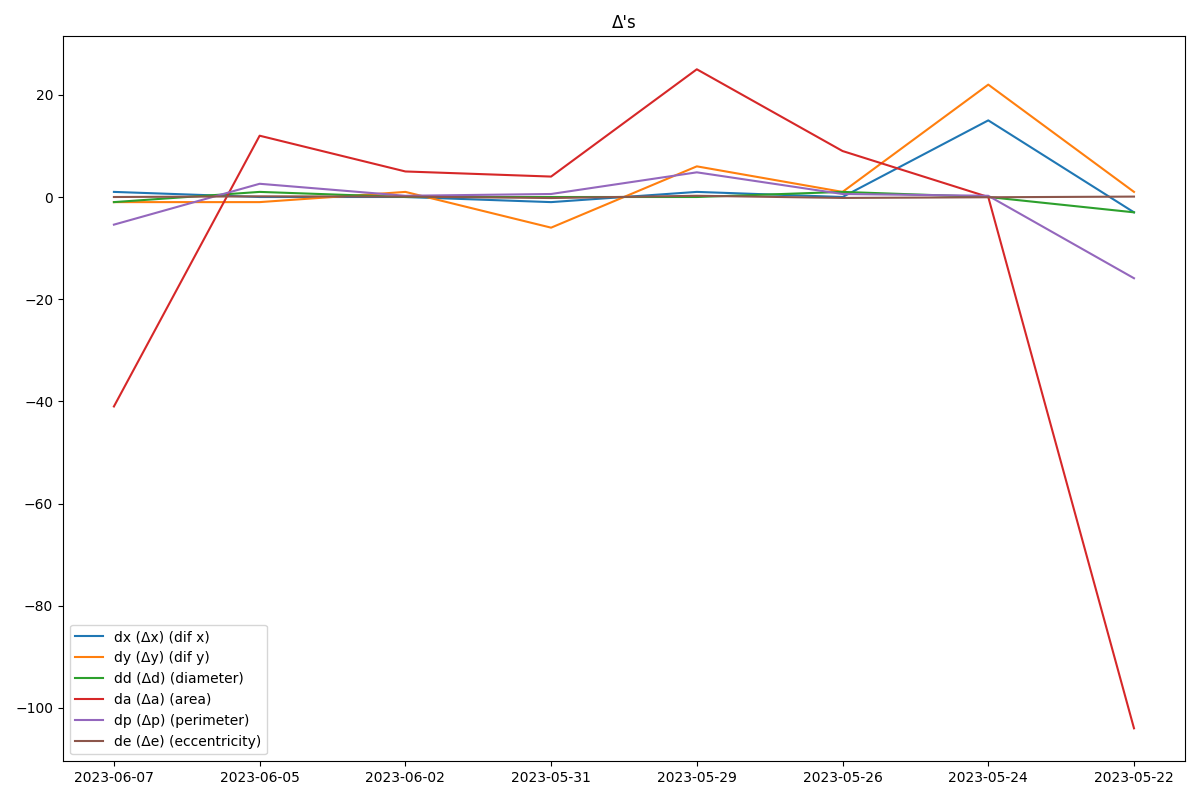 Δ's
20
0
−20
−40
−60
−80
−100
dx (Δx) (dif x)
dy (Δy) (dif y)
dd (Δd) (diameter)
da (Δa) (area)
dp (Δp) (perimeter)
de (Δe) (eccentricity)
2023-06-07 2023-06-05 2023-06-02 2023-05-31 2023-05-29 2023-05-26 2023-05-24 2023-05-22